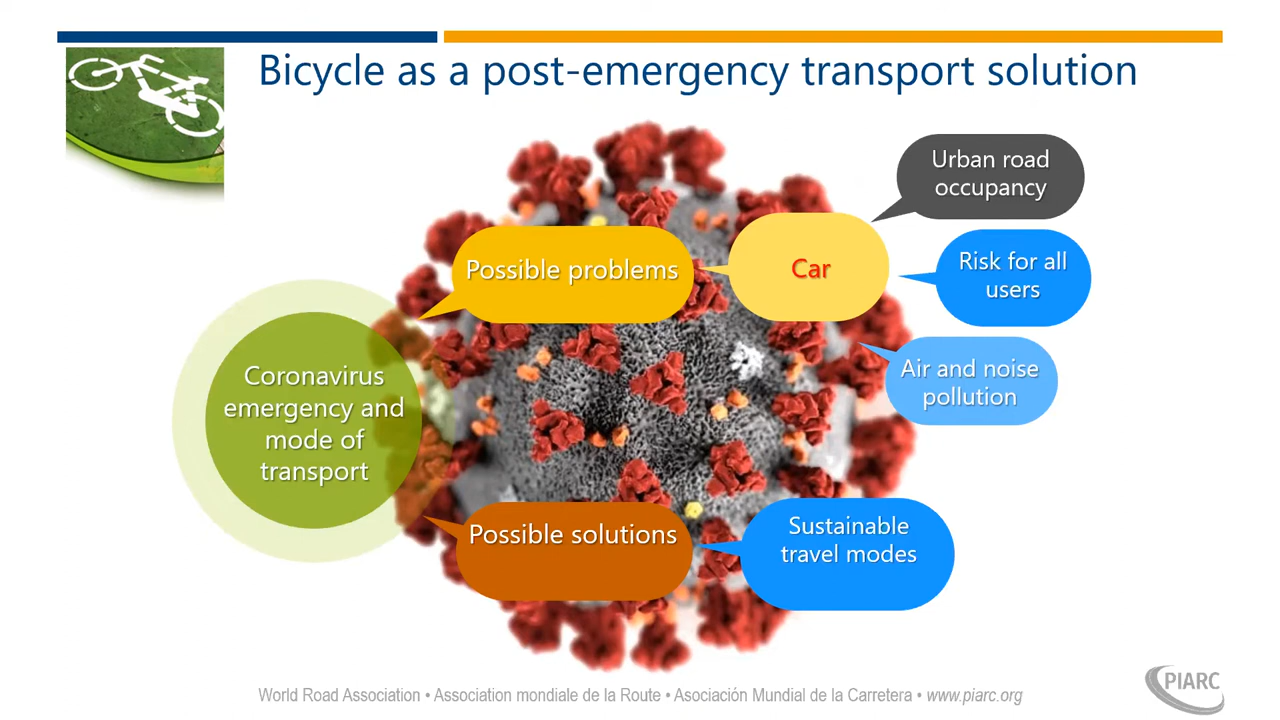 Bicycle as a post-emergency transport solution
Urban road
occupancy
Possible problems
Car
Risk for all
users
Air and noise
pollution
Coronavirus
emergency and
mode of
transport
Possible solutions
Sustainable
travel modes
World Road Association • Association mondiale de la Route • Asociación Mundial de la Carretera • www.piarc.org
PIARC